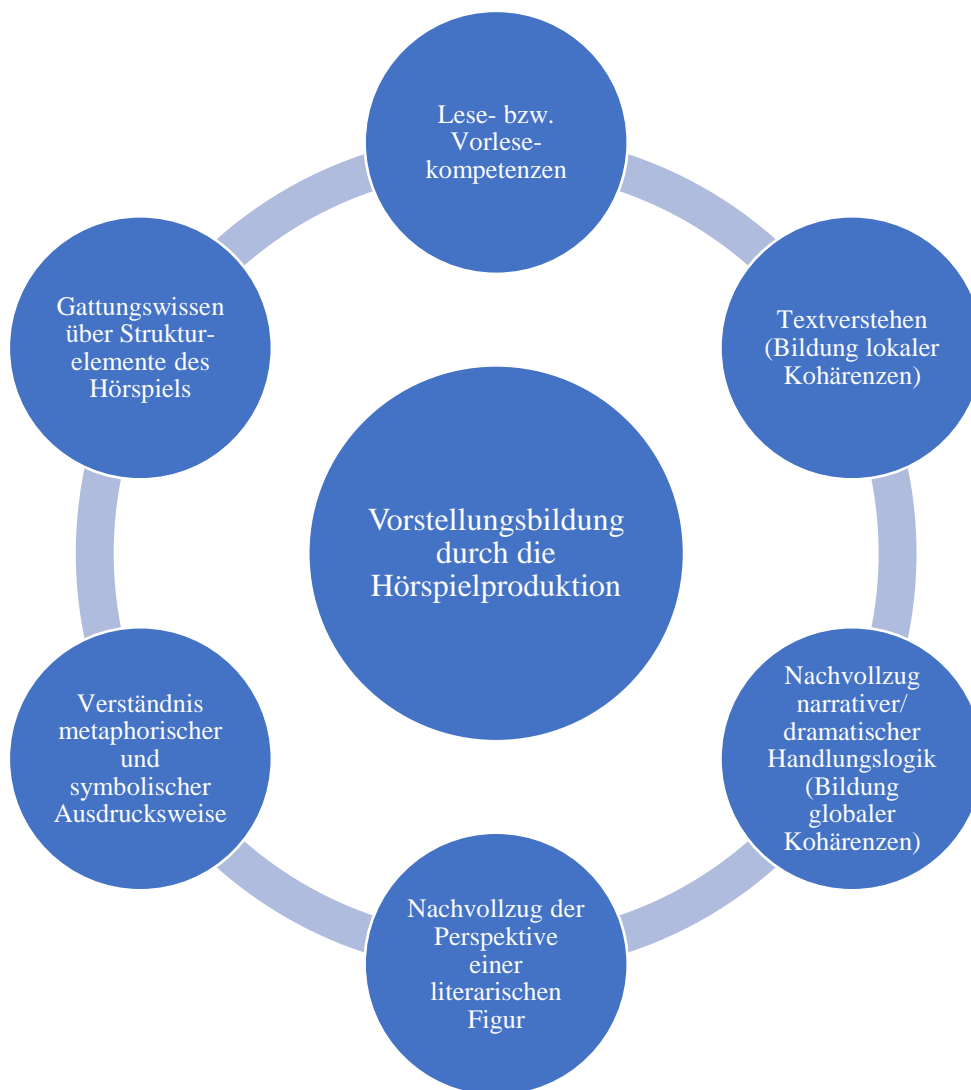 Lese- bzw.
Vorlese-
kompetenzen
Textverstehen
(Bildung lokaler
Kohärenzen)
Nachvollzug
narrativer/
dramatischer
Handlungslogik
(Bildung
globaler
Kohärenzen)
Nachvollzug der
Perspektive
einer
literarischen
Figur
Verständnis
metaphorischer
und
symbolischer
Ausdrucksweise
Gattungswissen
über Struktur-
elemente des
Hörspiels
Vorstellungsbildung
durch die
Hörspielproduktion